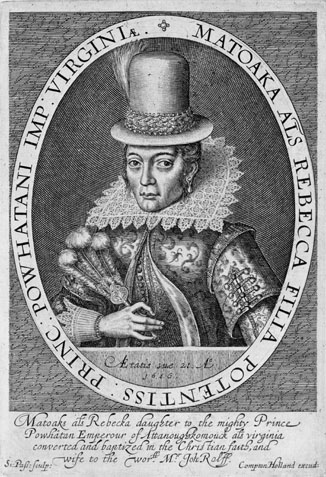 MATOAKA ALS REBECCA FILIA POTENTISS : PRINC : POWHATANI IMP : VIRGINIÆ .
Ætatis suæ 21. A.
1616.
Matoaks als Rebecka daughter to the mighty Prince
Powhatan Emperour of Attanoughkomouck als virginia
converted and baptized in the Christian faith, and
wife to the worˡˡ Mʳ. Joh Rolff.
Si: Paſs: sculp: Compton Holland excud: